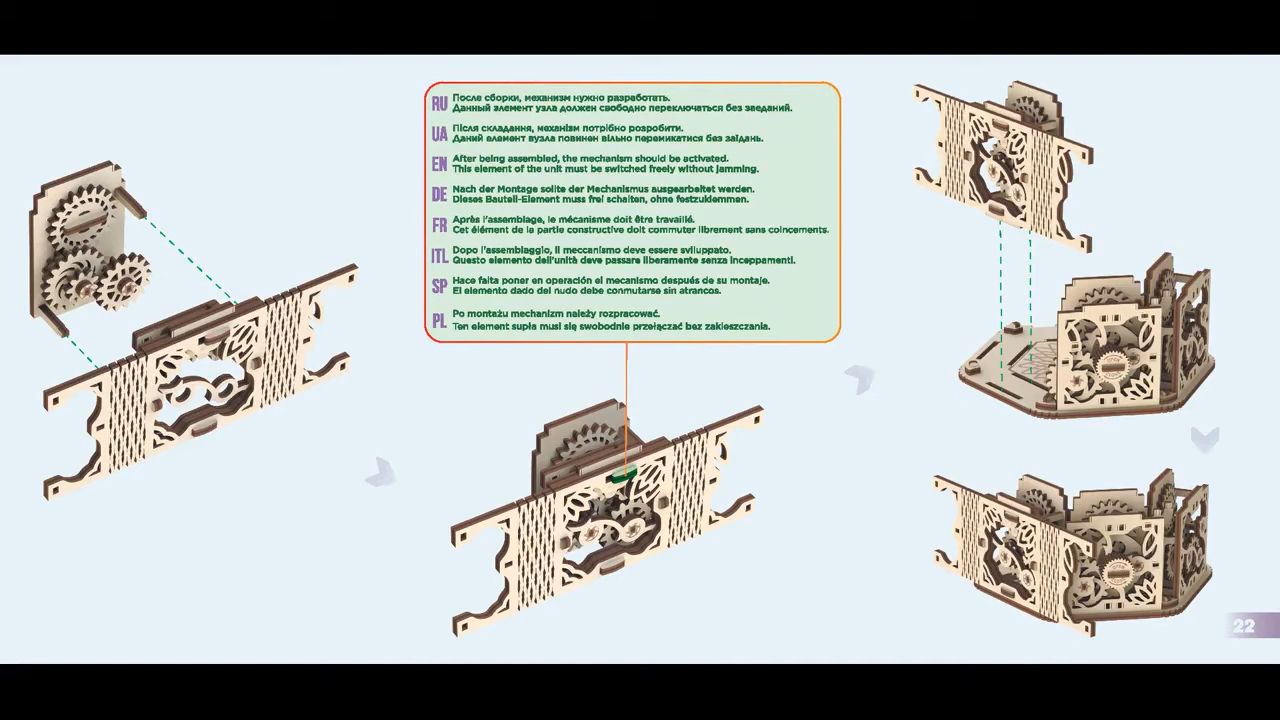 RU После сборки, механизм нужно разработать.
Данный элемент узла должен свободно переключаться без заеданий.
UA Після складання, механізм потрібно розробити.
Даний елемент вузла повинен вільно перемикатися без заїдань.
EN After being assembled, the mechanism should be activated.
This element of the unit must be switched freely without jamming.
DE Nach der Montage sollte der Mechanismus ausgearbeitet werden.
Dieses Bauteil-Element muss frei schalten, ohne festzuklemmen.
FR Après l'assemblage, le mécanisme doit être travaillé.
Cet élément de la partie constructive doit commuter librement sans coincements.
ITL Dopo l'assemblaggio, il meccanismo deve essere sviluppato.
Questo elemento dell'unità deve passare liberamente senza inceppamenti.
SP Hace falta poner en operación el mecanismo después de su montaje.
El elemento dado del nudo debe conmutarse sin atrancos.
PL Po montażu mechanizm należy rozpracować.
Ten element supła musi się swobodnie przełączać bez zakleszczania.
22